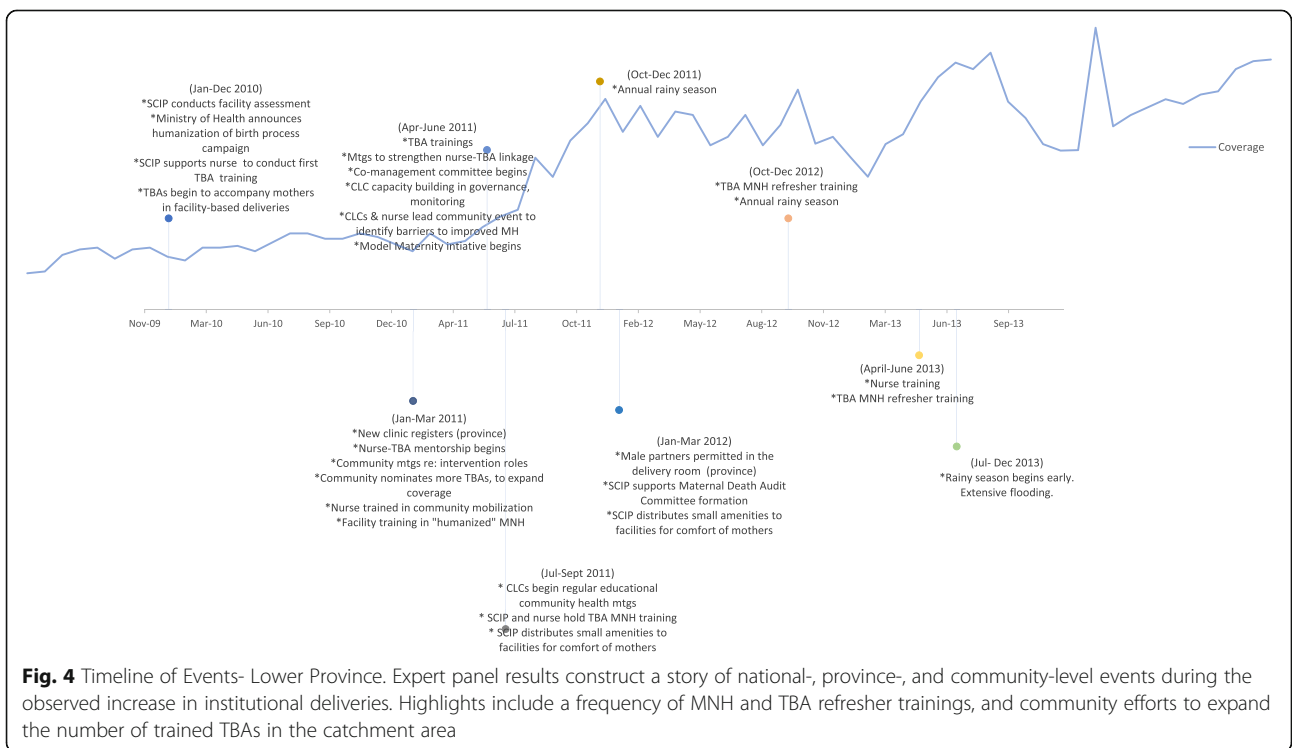 (Jan-Dec 2010)
*SCIP conducts facility assessment
*Ministry of Health announces
humanization of birth process
campaign
*SCIP supports nurse to conduct first
TBA training
*TBAs begin to accompany mothers
in facility-based deliveries
(Apr-June 2011)
*TBA trainings
*Mtgs to strengthen nurse-TBA linkage
*Co-management committee begins
*CLC capacity building in governance,
monitoring
*CLCs & nurse lead community event to
identify barriers to improved MH
*Model Maternity Intiative begins
(Oct-Dec 2011)
*Annual rainy season
(Oct-Dec 2012)
*TBA MNH refresher training
*Annual rainy season
Coverage
Nov-09 Mar-10 Jun-10 Sep-10 Dec-10 Apr-11 Jul-11 Oct-11 Feb-12 May-12 Aug-12 Nov-12 Mar-13 Jun-13 Sep-13
(Jan-Mar 2011)
*New clinic registers (province)
*Nurse-TBA mentorship begins
*Community mtgs re: intervention roles
*Community nominates more TBAs, to expand
coverage
*Nurse trained in community mobilization
*Facility training in "humanized" MNH
(Jul-Sept 2011)
* CLCs begin regular educational
community health mtgs
* SCIP and nurse hold TBA MNH training
* SCIP distributes small amenities to
facilities for comfort of mothers
(Jan-Mar 2012)
*Male partners permitted in the
delivery room (province)
*SCIP supports Maternal Death Audit
Committee formation
*SCIP distributes small amenities to
facilities for comfort of mothers
(April-June 2013)
*Nurse training
*TBA MNH refresher training
(Jul- Dec 2013)
*Rainy season begins early.
Extensive flooding.
Fig. 4 Timeline of Events- Lower Province. Expert panel results construct a story of national-, province-, and community-level events during the
observed increase in institutional deliveries. Highlights include a frequency of MNH and TBA refresher trainings, and community efforts to expand
the number of trained TBAs in the catchment area